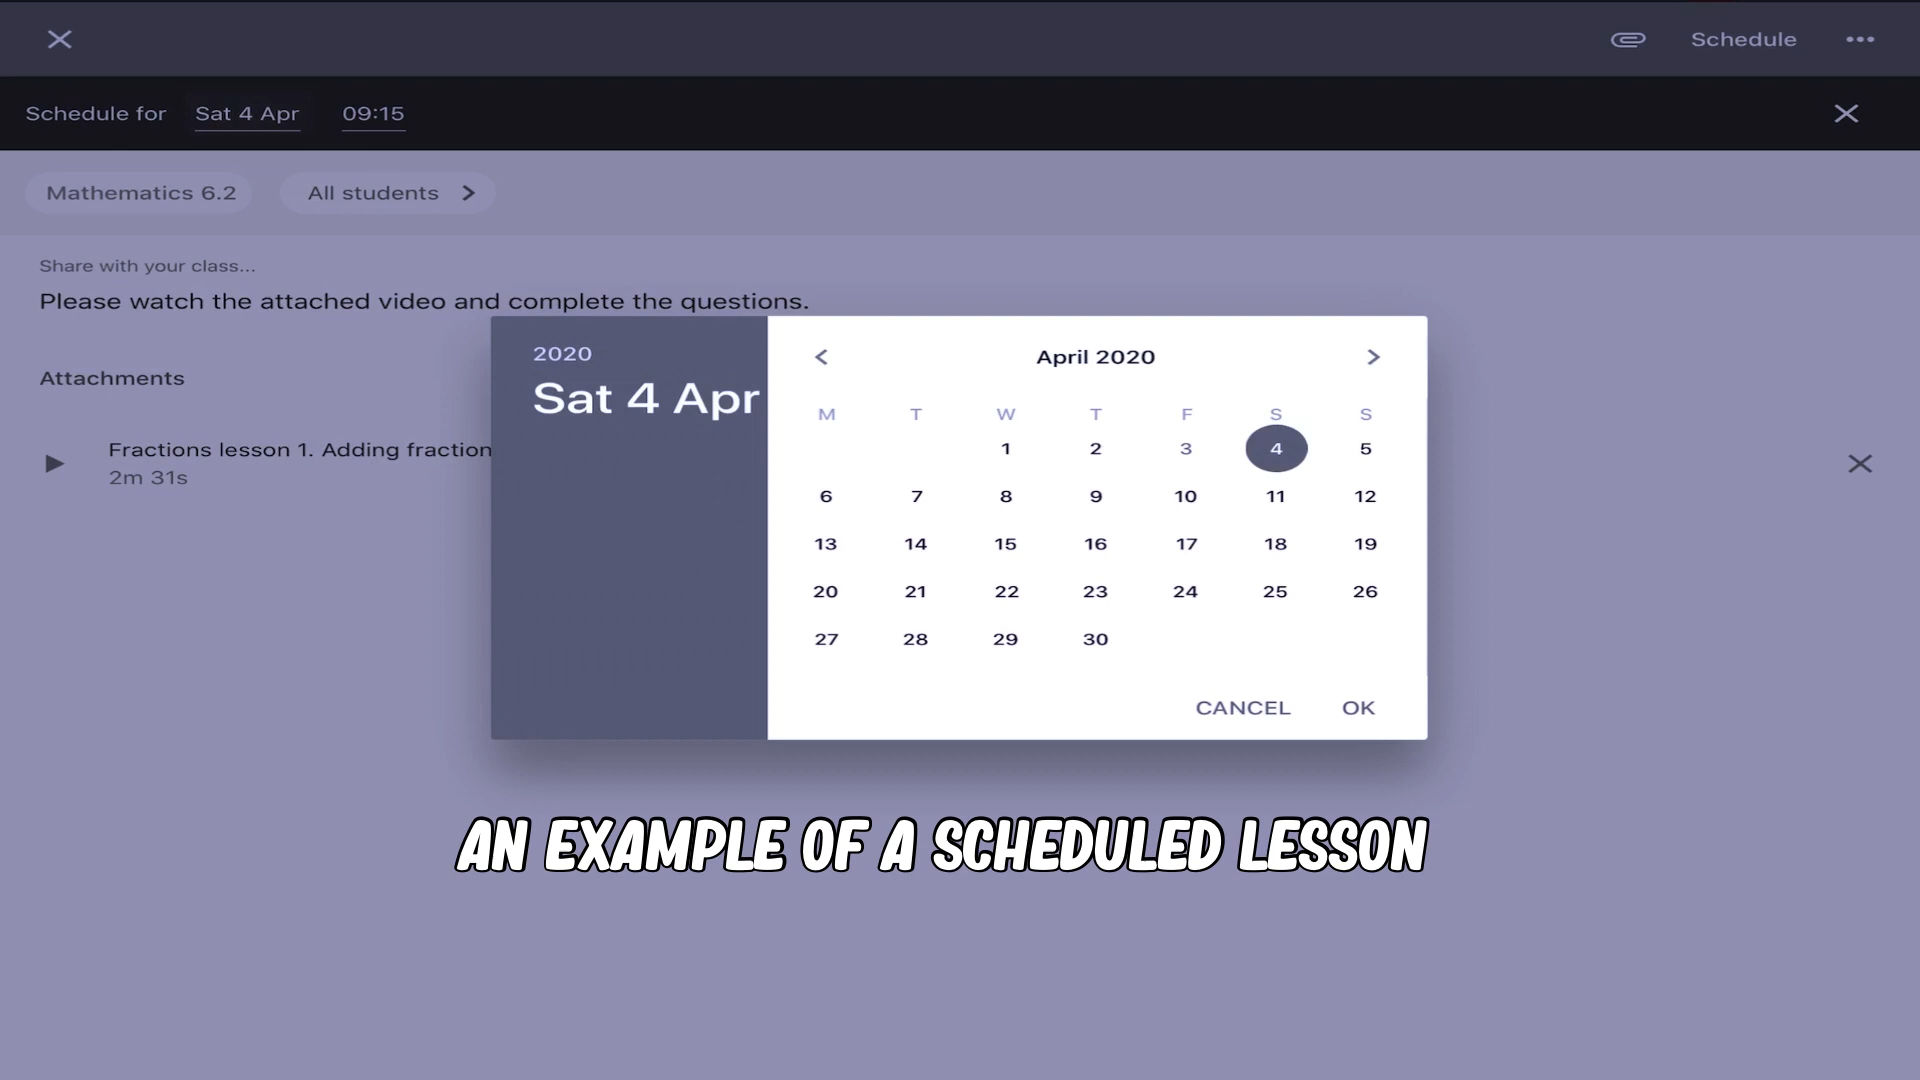 Schedule
Schedule for Sat 4 Apr 09:15
Mathematics 6.2 All students
Share with your class...
Please watch the attached video and complete the questions.
Attachments
Fractions lesson 1. Adding fraction
2m 31s
2020
Sat 4 Apr
April 2020
M T W T F S S
1 2 3 4 5
6 7 8 9 10 11 12
13 14 15 16 17 18 19
20 21 22 23 24 25 26
27 28 29 30
CANCEL OK
AN EXAMPLE OF A SCHEDULED LESSON